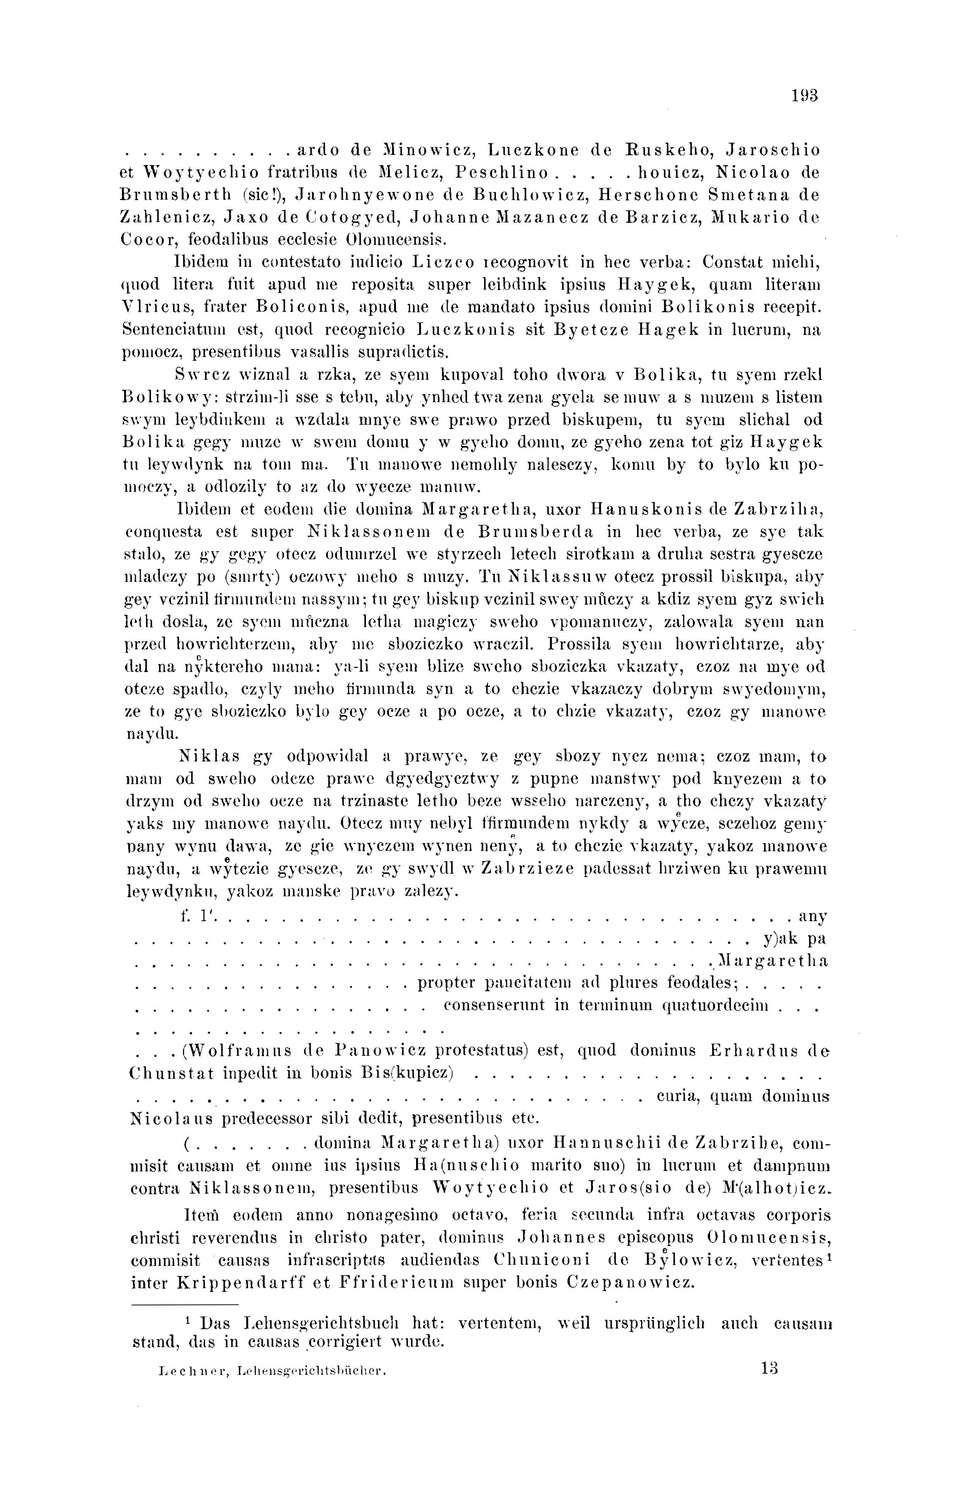 193
. . . . . . . . . . ardo de Minowicz, Luczkone de Ruskeho, Jaroschio
et Woytyechio fratribus de Melicz, Peschlino . . . . . houicz, Nicolao de
Brumsberth (sic!), Jarohnyewone de Buchlowicz, Herschone Smetana de
Zahlenicz, Jaxo de Cotogyed, Johanne Mazanecz de Barzicz, Mukario de
Cocor, feodalibus ecclesie Olomucensis.
Ibidem in contestato iudicio Liczco recognovit in hec verba: Constat michi,
quod litera fuit apud me reposita super leibdink ipsius Haygek, quam literam
Vlricus, frater Boliconis, apud me de mandato ipsius domini Bolikonis recepit.
Sentenciatum est, quod recognicio Luczkonis sit Byetcze Hagek in lucrum, na
pomocz, presentibus vasallis supradictis.
Swrcz wiznal a rzka, ze syem kupoval toho dwora v Bolika, tu syem rzekl
Bolikowy: strzim-li sse s tebu, aby ynhed twa zena gyela se muw a s muzem s listem
swym leybdinkem a wzdala mnye swe prawo przed biskupem, tu syem slichal od
Bolika gegy muze w swem domu y w gyeho domu, ze gyeho zena tot giz Haygek
tu leywdynk na tom ma. Tu manowe nemohly nalesczy, komu by to bylo ku po-
moczy, a odlozily to az do wyecze manuw.
Ibidem et eodem die domina Margaretha, uxor Hanuskonis de Zabrziha,
conquesta est super Niklassonem de Brumsberda in hec verba, ze sye tak
stalo, ze gy gegy otecz odumrzel we styrzech letech sirotkam a druha sestra gyescze
mladczy po (smrty) oczowy meho s muzy. Tu Niklassuw otecz prossil biskupa, aby
gey vczinil firmundem nassym; tu gey biskup vczinil swey můczy a kdiz syem gyz swich
leth dosla, ze syem můczna letha magiczy sweho vpomanuczy, zalowala syem nan
przed howrichterzem, aby me sboziczko wraczil. Prossila syem howrichtarze, aby
dal na nyͤktereho mana: ya-li syem blize sweho sboziczka vkazaty, czoz na mye od
otcze spadlo, czyly meho firmunda syn a to chczie vkazaczy dobrym swyedomym,
ze to gye sboziczko bylo gey ocze a po ocze, a to chzie vkazaty, czoz gy manowe
naydu.
Niklas gy odpowidal a prawye, ze gey sbozy nycz nema; czoz mam, to
mam od sweho odcze prawe dgyedgycztwy z pupne manstwy pod knyezem a to
drzym od sweho ocze na trzinaste letho beze wsseho narczeny, a tho chczy vkazaty
yaks my manowe naydu. Otecz muy nebyl ffirmundem nykdy a wyͤcze, sczehoz gemy
pany wynu dawa, ze gie wnyczem wynen neny̓, a to chczie vkazaty, yakoz manowe
naydu, a wyͤtczie gyescze, ze gy swydl w Zabrzieze padessat hrziwen ku prawemu
leywdynku, yakoz manske pravo zalezy.
f. 1'. . . . . . . . . . . . . . . . . . . . . . . . . . . . . . . . . any
. . . . . . . . . . . . . . . . . . . . . . . . . . . . . . . . . . y)ak pa
. . . . . . . . . . . . . . . . . . . . . . . . . . . . . . . . Margaretha
. . . . . . . . . . . . . . . . propter paucitatem ad plures feodales; . . . . .
. . . . . . . . . . . . . . . . . consenserunt in terminum quatuordecim . . .
. . . . . . . . . . . . . . . . . .
. . . (Wolframus de Panowicz protestatus) est, quod dominus Erhardus de
Chunstat inpedit in bonis Bis(kupicz) . . . . . . . . . . . . . . . . . . . .
. . . . . . . . . . . . . . . . . . . . . . . . . . . . . curia, quam dominus
Nicolaus predecessor sibi dedit, presentibus etc.
( . . . . . . . domina Margaretha) uxor Hannuschii de Zabrzihe, com-
misit causam et omne ius ipsius Ha(nuschio marito suo) in lucrum et dampnum
contra Niklassonem, presentibus Woytyechio et Jaros(sio de) M'(alhot)icz.
Item̃ eodem anno nonagesimo octavo, feria secunda infra octavas corporis
christi reverendus in christo pater, dominus Johannes episcopus Olomucensis,
commisit causas infrascriptas audiendas Chuniconi de Byͤlowicz, vertentes¹
inter Krippendarff et Ffridericum super bonis Czepanowicz.
¹ Das Lehensgerichtsbuch hat: vertentem, weil ursprünglich auch causam
stand, das in causas corrigiert wurde.
Lechner, Lehensgerichtsbücher. 13